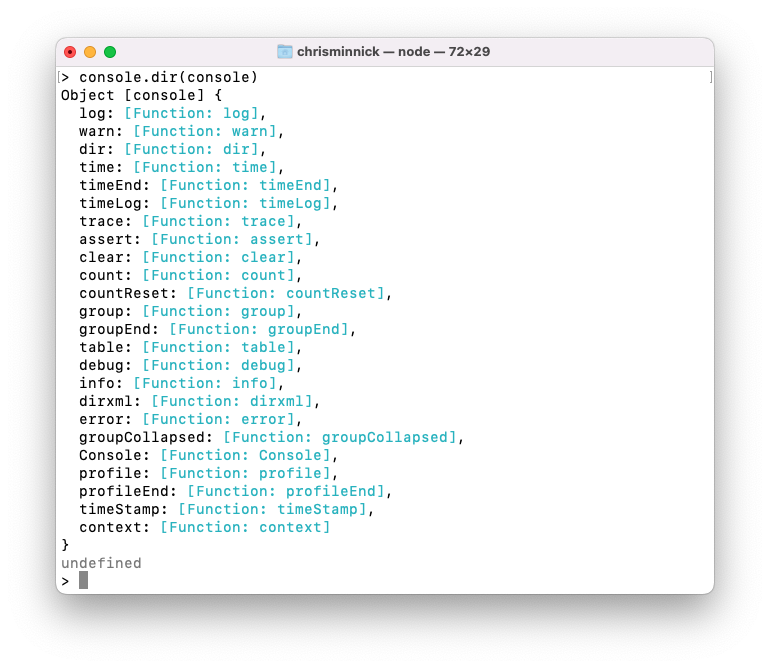 chrisminnick — node — 72×29
[> console.dir(console) ]
Object [console] {
  log: [Function: log],
  warn: [Function: warn],
  dir: [Function: dir],
  time: [Function: time],
  timeEnd: [Function: timeEnd],
  timeLog: [Function: timeLog],
  trace: [Function: trace],
  assert: [Function: assert],
  clear: [Function: clear],
  count: [Function: count],
  countReset: [Function: countReset],
  group: [Function: group],
  groupEnd: [Function: groupEnd],
  table: [Function: table],
  debug: [Function: debug],
  info: [Function: info],
  dirxml: [Function: dirxml],
  error: [Function: error],
  groupCollapsed: [Function: groupCollapsed],
  Console: [Function: Console],
  profile: [Function: profile],
  profileEnd: [Function: profileEnd],
  timeStamp: [Function: timeStamp],
  context: [Function: context]
}
undefined
>